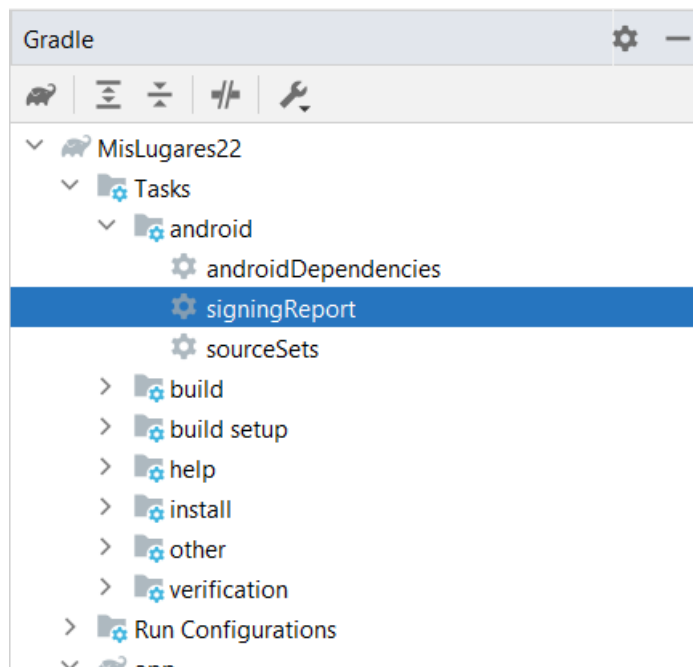 Gradle
MisLugares22
Tasks
android
androidDependencies
signingReport
sourceSets
build
build setup
help
install
other
verification
Run Configurations